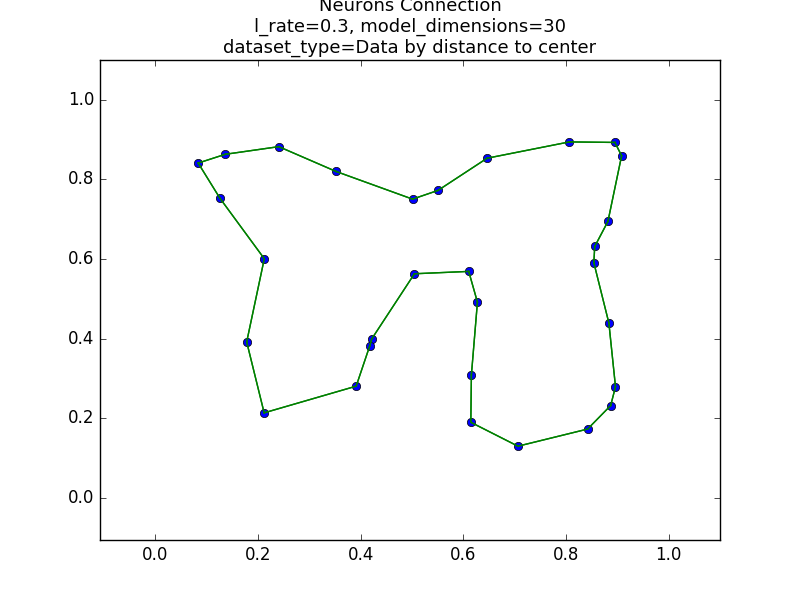 Neurons Connection
l_rate=0.3, model_dimensions=30
dataset_type=Data by distance to center
1.0
0.8
0.6
0.4
0.2
0.0
0.0 0.2 0.4 0.6 0.8 1.0